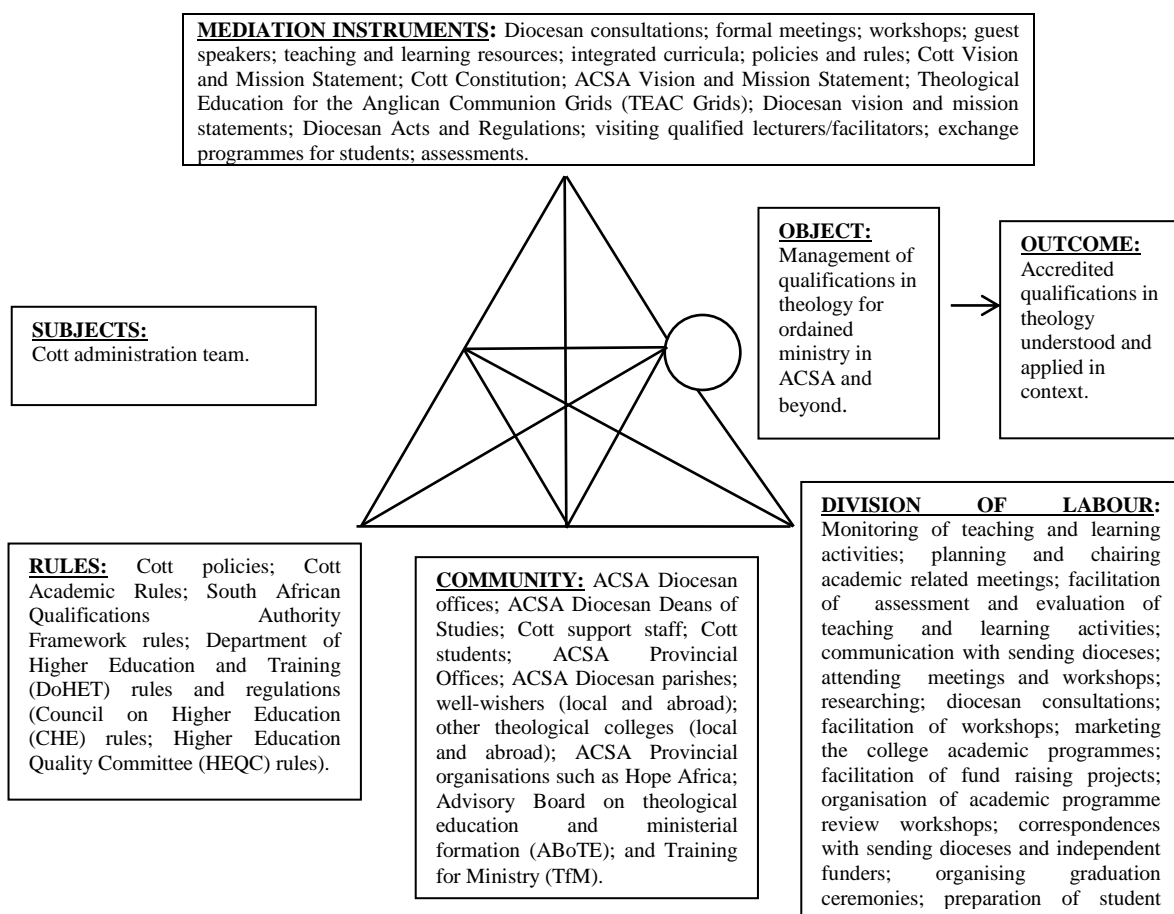 MEDIATION INSTRUMENTS: Diocesan consultations; formal meetings; workshops; guest
speakers; teaching and learning resources; integrated curricula; policies and rules; Cott Vision
and Mission Statement; Cott Constitution; ACSA Vision and Mission Statement; Theological
Education for the Anglican Communion Grids (TEAC Grids); Diocesan vision and mission
statements; Diocesan Acts and Regulations; visiting qualified lecturers/facilitators; exchange
programmes for students; assessments.
SUBJECTS:
Cott administration team.
OBJECT:
Management of
qualifications in
theology for
ordained
ministry in
ACSA and
beyond.
OUTCOME:
Accredited
qualifications in
theology
understood and
applied in
context.
RULES: Cott policies; Cott
Academic Rules; South African
Qualifications Authority
Framework rules; Department of
Higher Education and Training
(DoHET) rules and regulations
(Council on Higher Education
(CHE) rules; Higher Education
Quality Committee (HEQC) rules).
COMMUNITY: ACSA Diocesan
offices; ACSA Diocesan Deans of
Studies; Cott support staff; Cott
students; ACSA Provincial
Offices; ACSA Diocesan parishes;
well-wishers (local and abroad);
other theological colleges (local
and abroad); ACSA Provincial
organisations such as Hope Africa;
Advisory Board on theological
education and ministerial
formation (ABoTE); and Training
for Ministry (TfM).
DIVISION OF LABOUR:
Monitoring of teaching and learning
activities; planning and chairing
academic related meetings; facilitation
of assessment and evaluation of
teaching and learning activities;
communication with sending dioceses;
attending meetings and workshops;
researching; diocesan consultations;
facilitation of workshops; marketing
the college academic programmes;
facilitation of fund raising projects;
organisation of academic programme
review workshops; correspondences
with sending dioceses and independent
funders; organising graduation
ceremonies; preparation of student